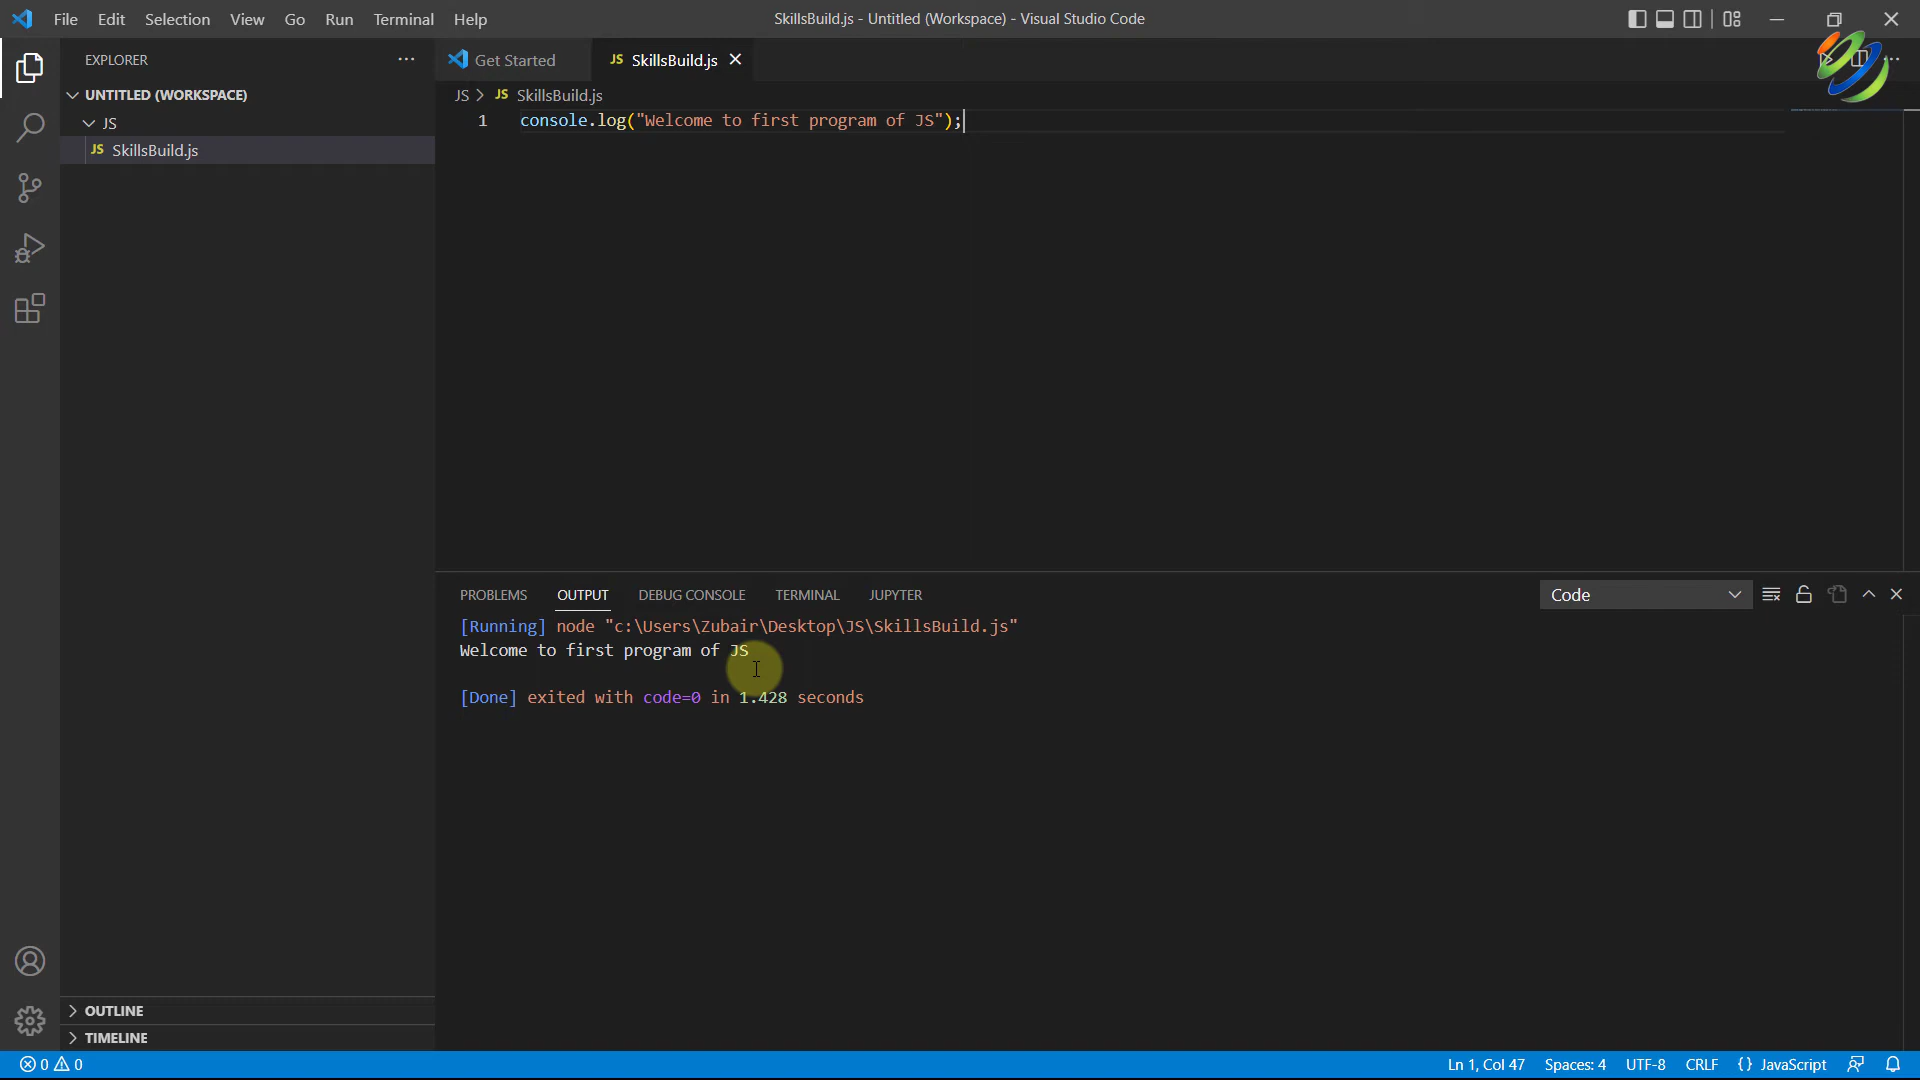 File Edit Selection View Go Run Terminal Help
SkillsBuild.js - Untitled (Workspace) - Visual Studio Code
EXPLORER
UNTITLED (WORKSPACE)
JS
JS SkillsBuild.js
Get Started
JS SkillsBuild.js
JS > JS SkillsBuild.js
1 console.log("Welcome to first program of JS");
PROBLEMS OUTPUT DEBUG CONSOLE TERMINAL JUPYTER
Code
[Running] node "c:\Users\Zubair\Desktop\JS\SkillsBuild.js"
Welcome to first program of JS
[Done] exited with code=0 in 1.428 seconds
OUTLINE
TIMELINE
0 0
Ln 1, Col 47 Spaces: 4 UTF-8 CRLF {} JavaScript